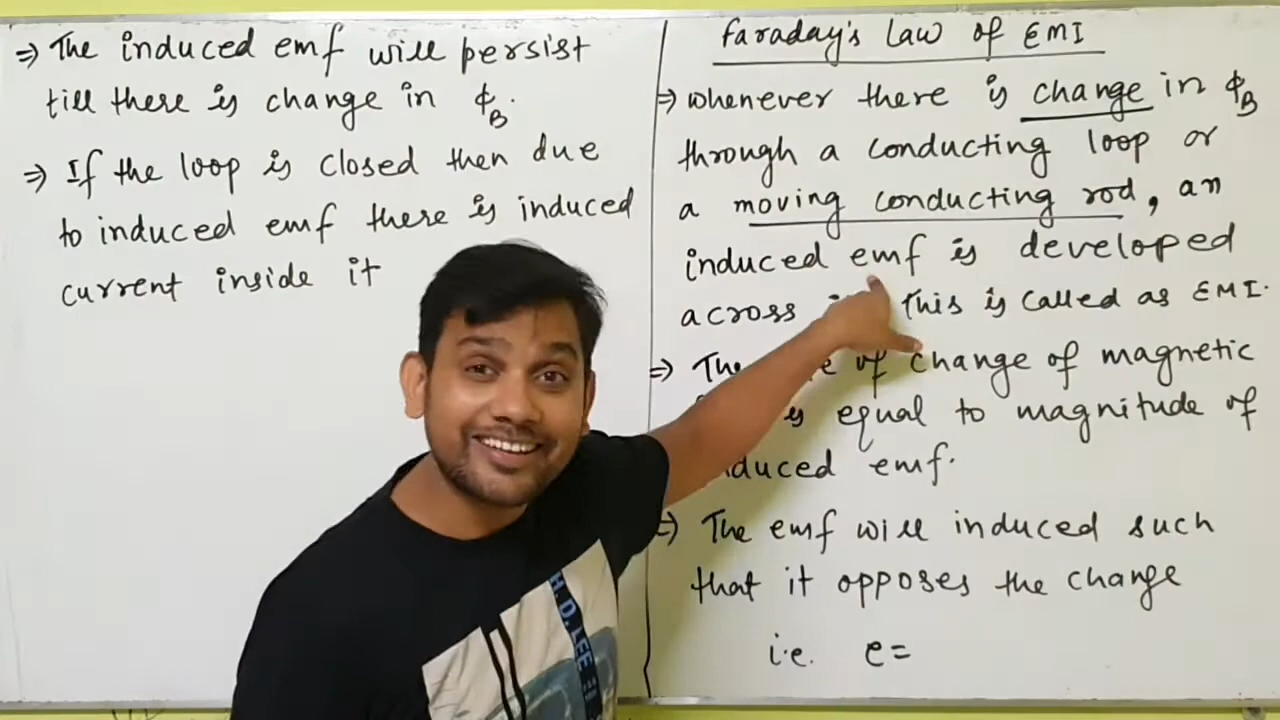 ⇒ The induced emf will persist
till there is change in ϕB.
⇒ If the loop is closed then due
to induced emf there is induced
current inside it
Faraday's Law of EMI
⇒ whenever there is change in ϕB
through a conducting loop or
a moving conducting rod, an
induced emf is developed
across This is called as EMI.
⇒ The of change of magnetic
equal to magnitude of
emf.
⇒ The emf will induced such
that it opposes the change
i.e. e=
H. D. LEE